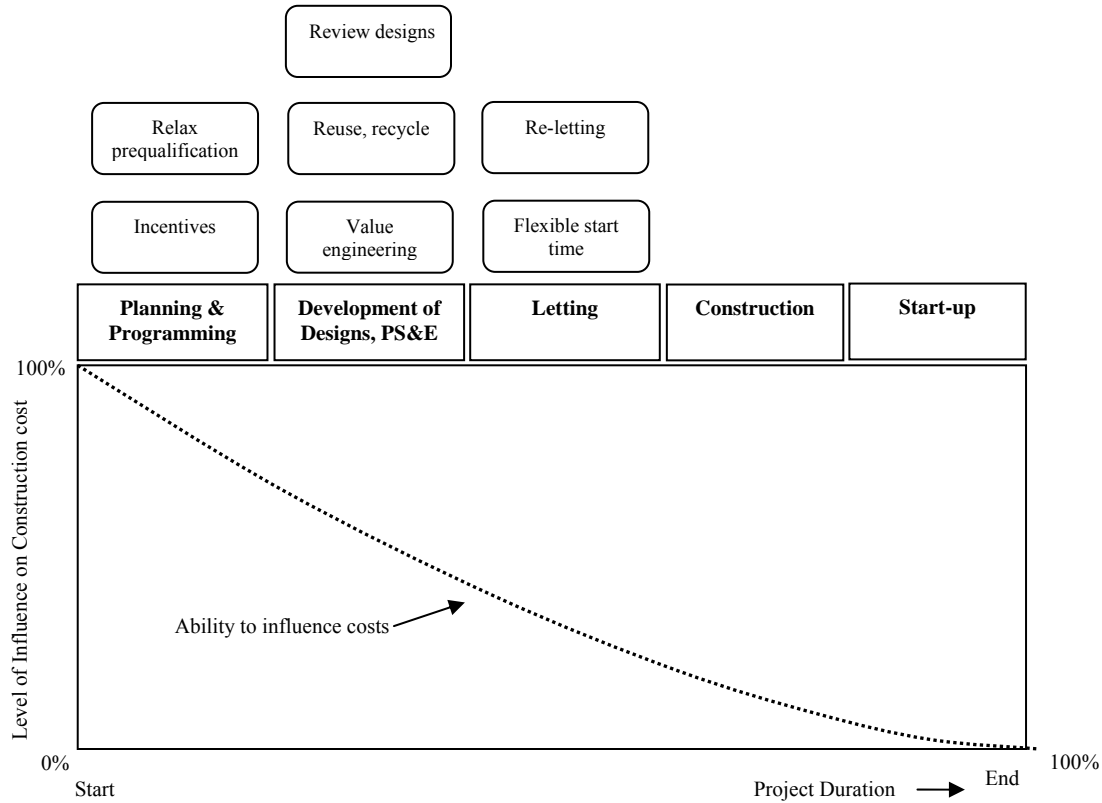 Review designs
Relax
prequalification
Reuse, recycle
Re-letting
Incentives
Value
engineering
Flexible start
time
Planning &
Programming
Development of
Designs, PS&E
Letting
Construction
Start-up
100%
Level of Influence on Construction cost
Ability to influence costs
0%
100%
Start
Project Duration
End